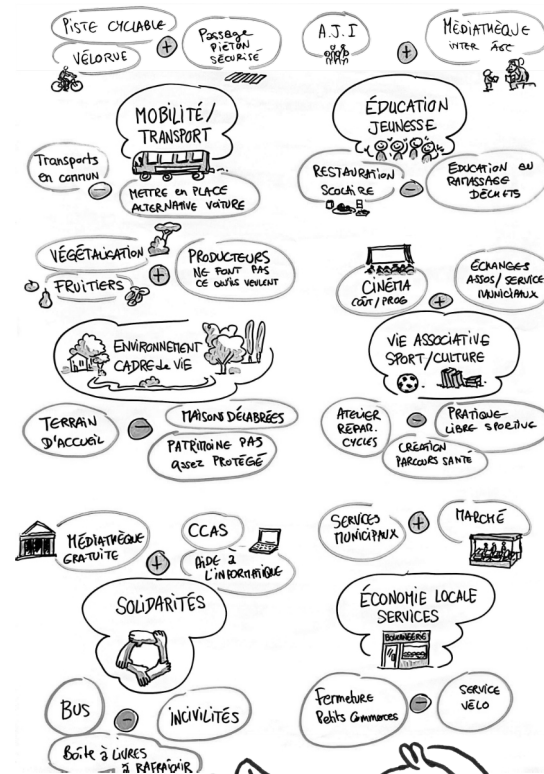 PISTE CYCLABLE
VÉLORUE
PASSAGE
PIÉTON
SÉCURISÉ
A.J.I
MÉDIATHÈQUE
INTER ÂGE
MOBILITÉ/
TRANSPORT
ÉDUCATION
JEUNESSE
Transports
en commun
METTRE en PLACE
ALTERNATIVE VOITURE
RESTAURATION
SCOLAIRE
ÉDUCATION au
RAMASSAGE
DÉCHETS
VÉGÉTALISATION
FRUITIERS
PRODUCTEURS
NE FONT PAS
CE QU'ILS VEULENT
CINÉMA
COÛT/PROG
ÉCHANGES
ASSOS/SERVICE
MUNICIPAUX
ENVIRONNEMENT
CADRE de VIE
VIE ASSOCIATIVE
SPORT/CULTURE
TERRAIN
D'ACCUEIL
MAISONS DÉLABRÉES
PATRIMOINE PAS
assez PROTÉGÉ
ATELIER
RÉPAR.
CYCLES
PRATIQUE
LIBRE SPORTIVE
CRÉATION
PARCOURS SANTÉ
MÉDIATHÈQUE
GRATUITE
CCAS
AIDE à
L'INFORMATIQUE
SERVICES
MUNICIPAUX
MARCHÉ
SOLIDARITÉS
ÉCONOMIE LOCALE
SERVICES
BOULANGERIE
BUS
INCIVILITÉS
Boîte à LIVRES
à RAFRAÎCHIR
Fermeture
Petits Commerces
SERVICE
VÉLO